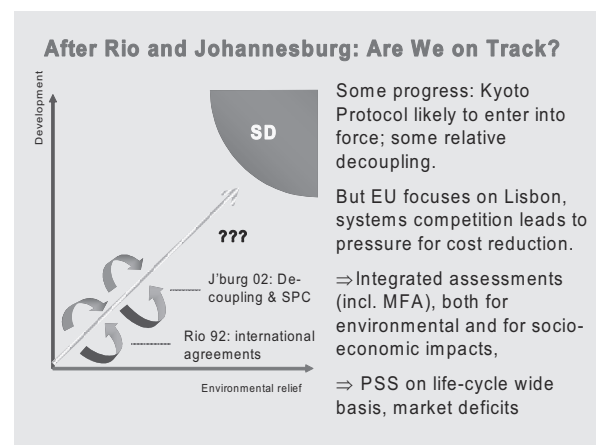 After Rio and Johannesburg: Are We on Track?
Development
SD
???
J'burg 02: De-
coupling & SPC
Rio 92: international
agreements
Environmental relief
Some progress: Kyoto
Protocol likely to enter into
force; some relative
decoupling.
But EU focuses on Lisbon,
systems competition leads to
pressure for cost reduction.
⇒Integrated assessments
(incl. MFA), both for
environmental and for socio-
economic impacts,
⇒ PSS on life-cycle wide
basis, market deficits